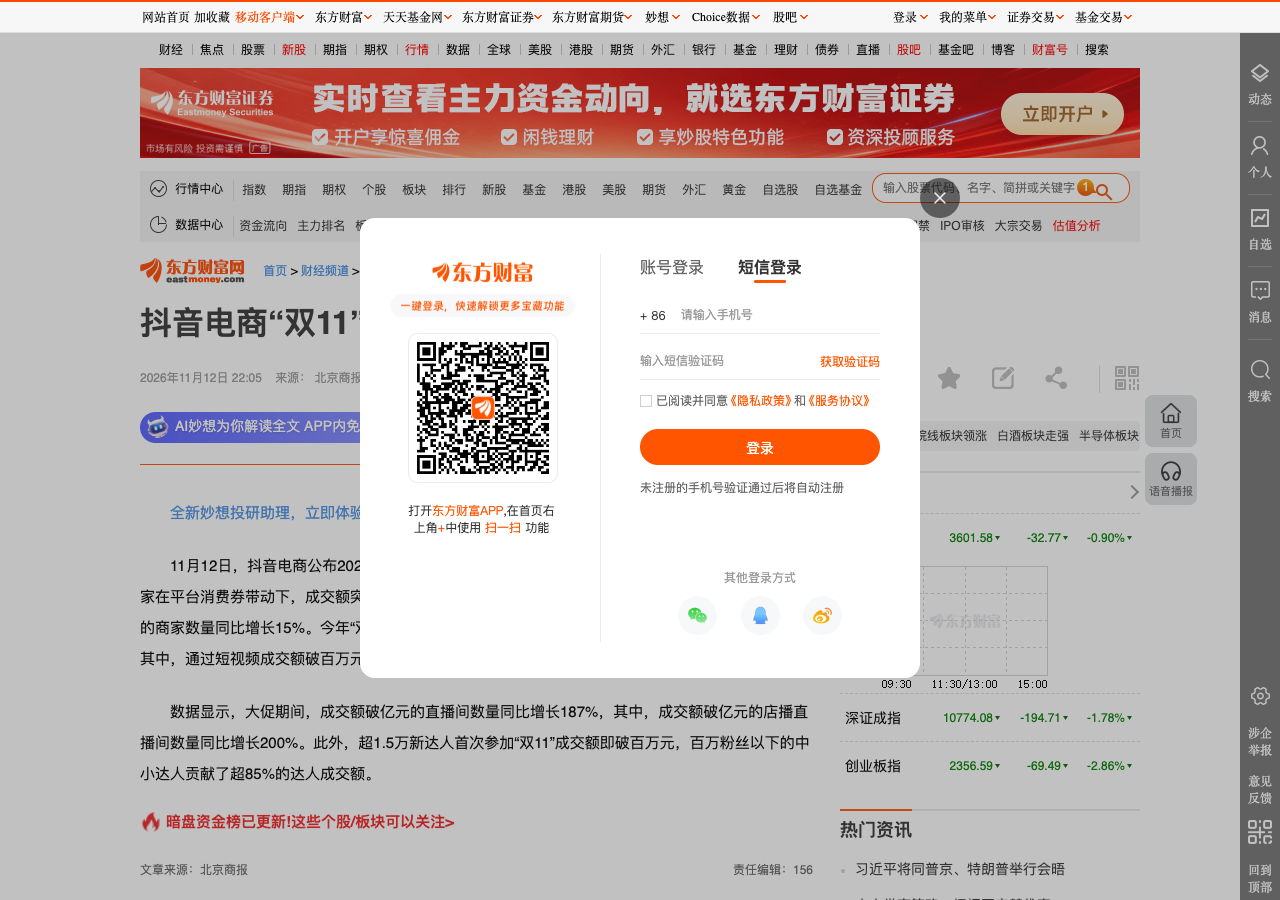 网站首页 加收藏 移动客户端 东方财富 天天基金网 东方财富证券 东方财富期货 妙想 Choice数据 股吧 登录 我的菜单 证券交易 基金交易
财经 焦点 股票 新股 期指 期权 行情 数据 全球 美股 港股 期货 外汇 银行 基金 理财 债券 直播 股吧 基金吧 博客 财富号 搜索
东方财富证券
Eastmoney Securities
实时查看主力资金动向，就选东方财富证券
开户享惊喜佣金 闲钱理财 享炒股特色功能 资深投顾服务
立即开户
市场有风险 投资需谨慎 广告
行情中心 指数 期指 期权 个股 板块 排行 新股 基金 港股 美股 期货 外汇 黄金 自选股 自选基金
输入股票代码、名字、简拼或关键字 1
数据中心 资金流向 主力排名 禁 IPO审核 大宗交易 估值分析
东方财富网
eastmoney.com
首页 > 财经频道 >
抖音电商“双11”
2026年11月12日 22:05 来源： 北京商报
AI妙想为你解读全文 APP内免
院线板块领涨 白酒板块走强 半导体板块
全新妙想投研助理，立即体验
11月12日，抖音电商公布202
家在平台消费券带动下，成交额突
的商家数量同比增长15%。今年“双
其中，通过短视频成交额破百万元
数据显示，大促期间，成交额破亿元的直播间数量同比增长187%，其中，成交额破亿元的店播直
播间数量同比增长200%。此外，超1.5万新达人首次参加“双11”成交额即破百万元，百万粉丝以下的中
小达人贡献了超85%的达人成交额。
暗盘资金榜已更新!这些个股/板块可以关注>
文章来源：北京商报
责任编辑：156
东方财富
一键登录，快速解锁更多宝藏功能
打开东方财富APP,在首页右
上角+中使用 扫一扫 功能
账号登录 短信登录
+ 86 请输入手机号
输入短信验证码 获取验证码
已阅读并同意《隐私政策》和《服务协议》
登录
未注册的手机号验证通过后将自动注册
其他登录方式
3601.58 -32.77 -0.90%
东方财富
09:30 11:30/13:00 15:00
深证成指 10774.08 -194.71 -1.78%
创业板指 2356.59 -69.49 -2.86%
热门资讯
习近平将同普京、特朗普举行会晤
首页
语音播报
动态
个人
自选
消息
搜索
涉企
举报
意见
反馈
回到
顶部